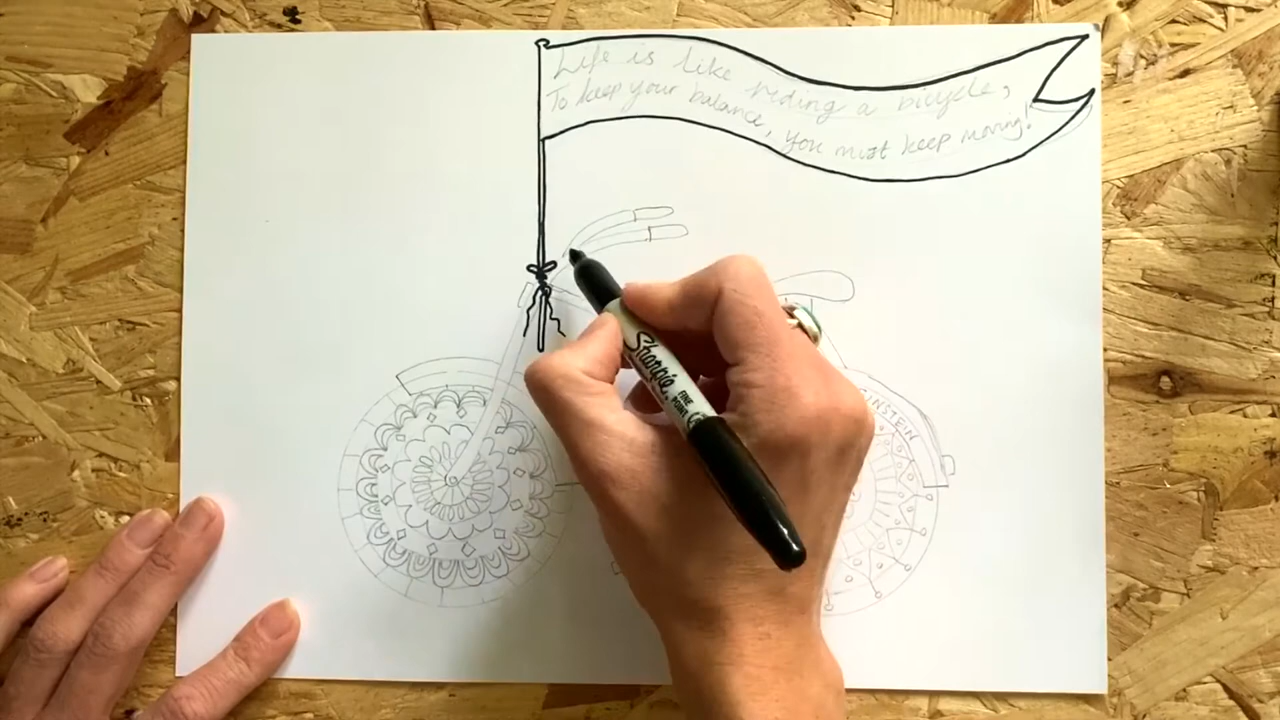 Life is like riding a bicycle,
To keep your balance, you must keep moving!
Sharpie
FINE
POINT